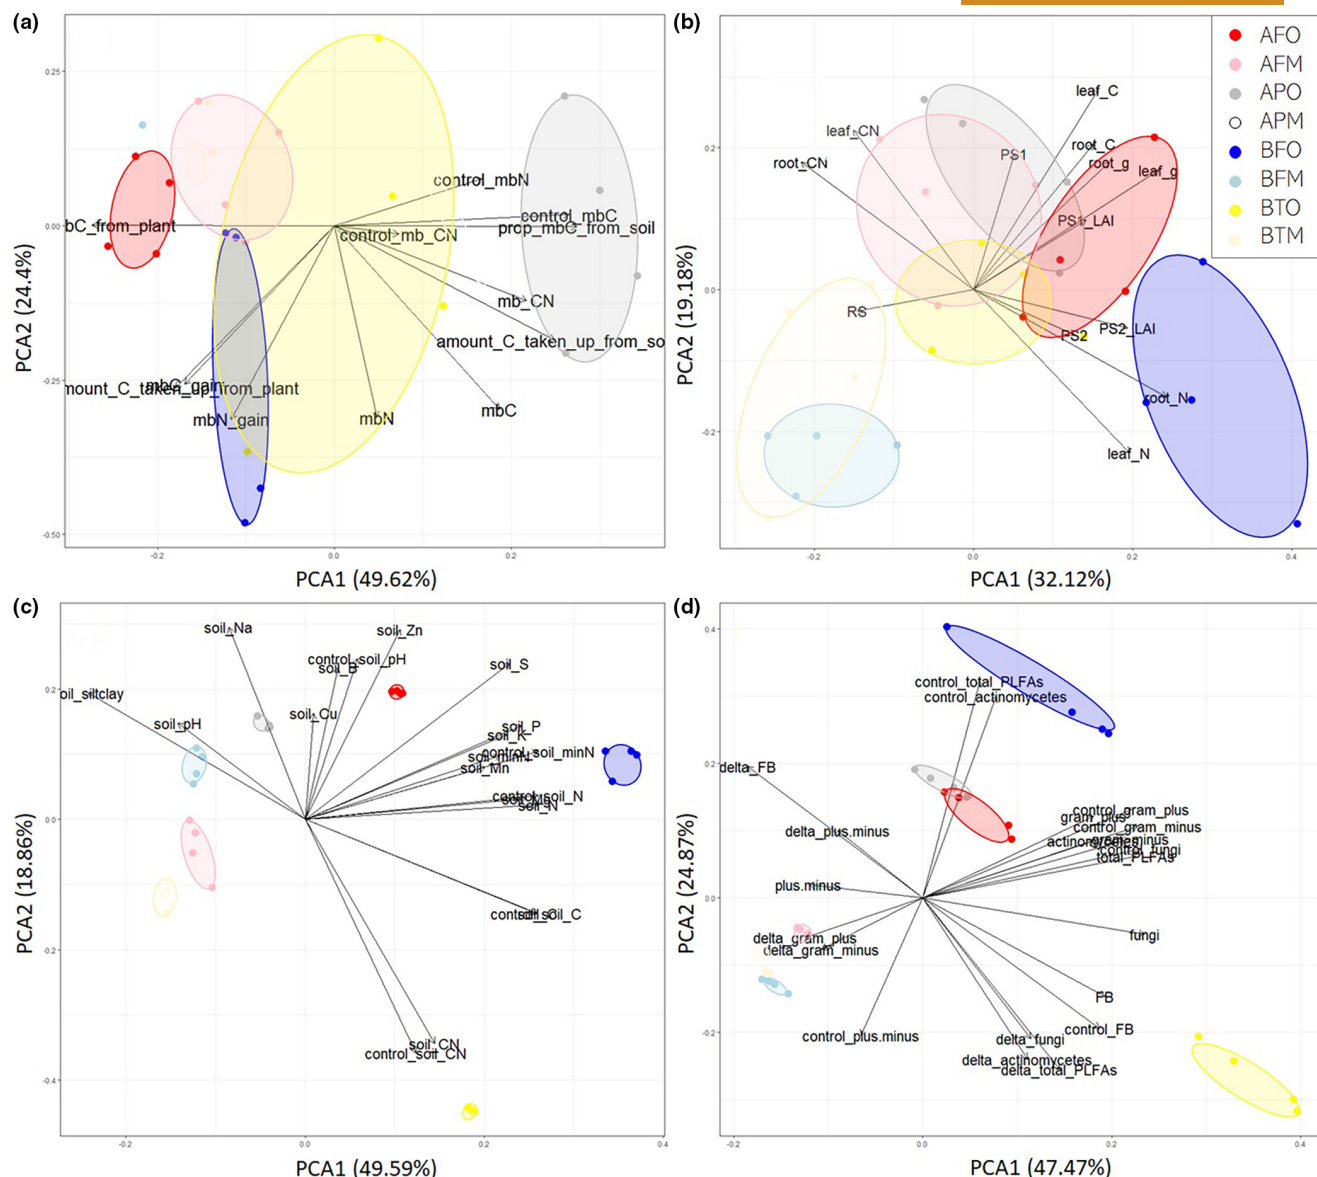 (a)
0.25
0.00
-0.25
-0.50
PCA2 (24.4%)
control_mbN
control_mbC
bC_from_plant
prop_mbC_from_soil
control_mb_CN
mb_CN
amount_C_taken_up_from_so
mbC_gain
mount_C_taken_up_from_plant
mbN_gain
mbN
mbC
-0.2
0.0
0.2
PCA1 (49.62%)
(b)
AFO
AFM
APO
APM
BFO
BFM
BTO
BTM
0.2
0.0
-0.2
PCA2 (19.18%)
leaf_C
leaf_CN
root_C
PS1
root_CN
root_g
leaf_g
PS1_LAI
RS
PS2_LAI
PS2
root_N
leaf_N
-0.2
0.0
0.2
0.4
PCA1 (32.12%)
(c)
0.2
0.0
-0.2
-0.4
PCA2 (18.86%)
soil_Na
soil_Zn
control_soil_pH
soil_B
soil_S
oil_siltclay
soil_Cu
soil_pH
soil_P
soil_K
control_soil_minN
soil_minN
soil_Mn
control_soil_N
soil_Mg
soil_N
control_soil_C
soil_C
soil_CN
control_soil_CN
-0.2
0.0
0.2
0.4
PCA1 (49.59%)
(d)
0.4
0.2
0.0
-0.2
PCA2 (24.87%)
control_total_PLFAs
control_actinomycetes
delta_FB
control_gram_plus
gram_plus
control_gram_minus
delta_plus.minus
gram_minus
actinomycetes
control_fungi
total_PLFAs
plus.minus
fungi
delta_gram_plus
delta_gram_minus
FB
control_FB
control_plus.minus
delta_fungi
delta_actinomycetes
delta_total_PLFAs
-0.2
0.0
0.2
0.4
PCA1 (47.47%)